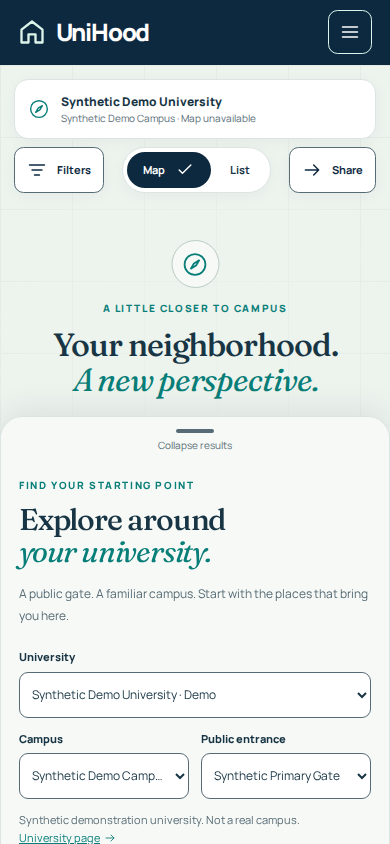 UniHood
Synthetic Demo University
Synthetic Demo Campus · Map unavailable
Filters
Map
List
Share
A LITTLE CLOSER TO CAMPUS
Your neighborhood.
A new perspective.
Collapse results
FIND YOUR STARTING POINT
Explore around
your university.
A public gate. A familiar campus. Start with the places that bring
you here.
University
Synthetic Demo University · Demo
Campus
Public entrance
Synthetic Demo Camp...
Synthetic Primary Gate
Synthetic demonstration university. Not a real campus.
University page →